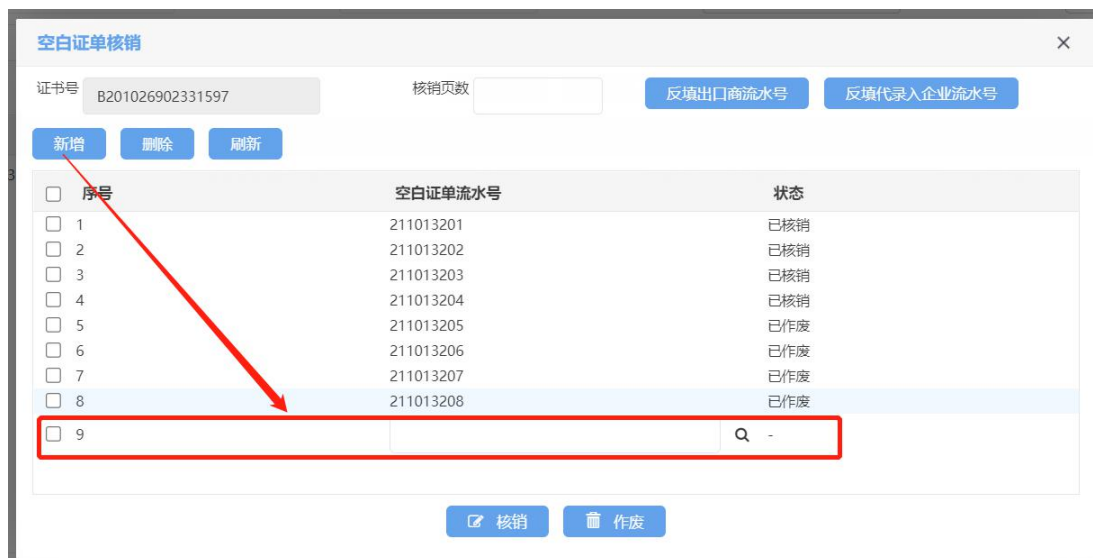 空白证单核销
证书号 B201026902331597 核销页数 反填出口商流水号 反填代录入企业流水号
新增 删除 刷新
3
序号 空白证单流水号 状态
1 211013201 已核销
2 211013202 已核销
3 211013203 已核销
4 211013204 已核销
5 211013205 已作废
6 211013206 已作废
7 211013207 已作废
8 211013208 已作废
9 -
核销 作废